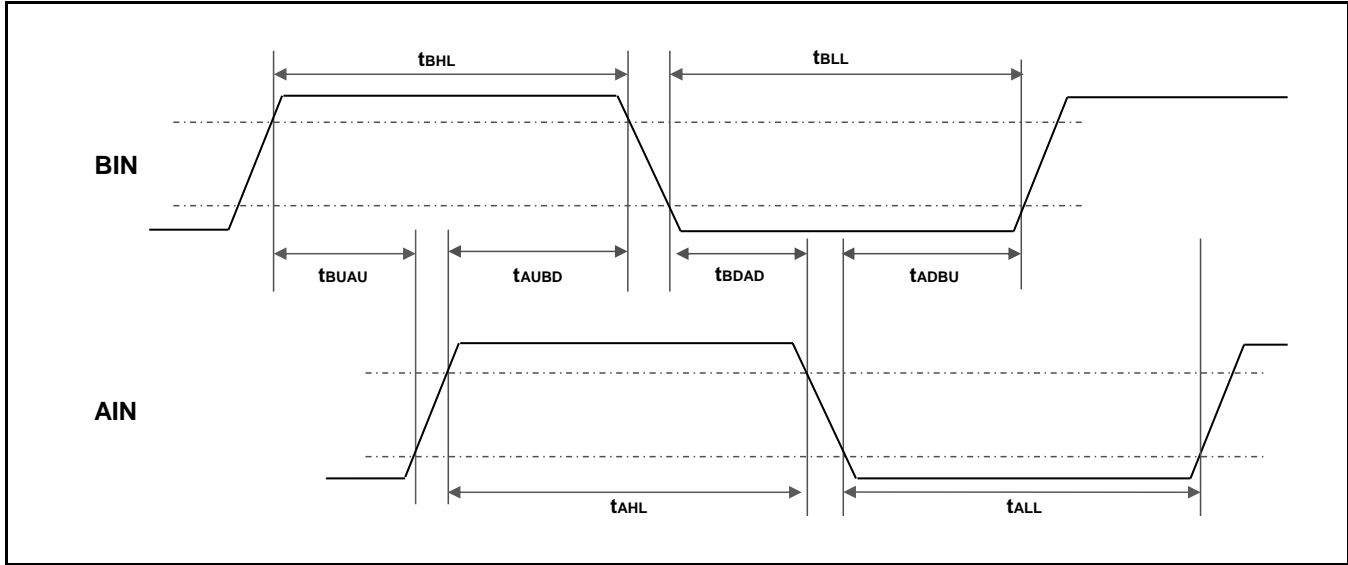 tBHL
tBLL
BIN
tBUAU
tAUBD
tBDAD
tADBU
AIN
tAHL
tALL